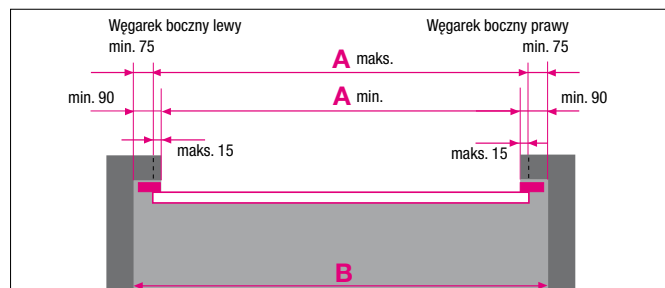 Węgarek boczny lewy
Węgarek boczny prawy
min. 75
A maks.
min. 75
min. 90
A min.
min. 90
maks. 15
maks. 15
B